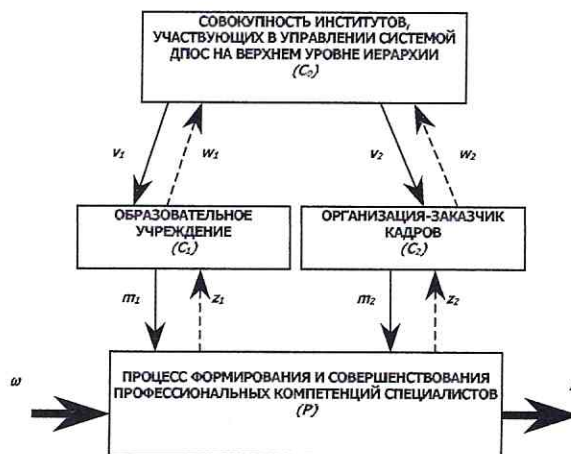 СОВОКУПНОСТЬ ИНСТИТУТОВ,
УЧАСТВУЮЩИХ В УПРАВЛЕНИИ СИСТЕМОЙ
ДПОС НА ВЕРХНЕМ УРОВНЕ ИЕРАРХИИ
(C₀)
v₁ w₁ v₂ w₂
ОБРАЗОВАТЕЛЬНОЕ
УЧРЕЖДЕНИЕ
(C₁)
ОРГАНИЗАЦИЯ-ЗАКАЗЧИК
КАДРОВ
(C₂)
m₁ z₁ m₂ z₂
ω
ПРОЦЕСС ФОРМИРОВАНИЯ И СОВЕРШЕНСТВОВАНИЯ
ПРОФЕССИОНАЛЬНЫХ КОМПЕТЕНЦИЙ СПЕЦИАЛИСТОВ
(P)